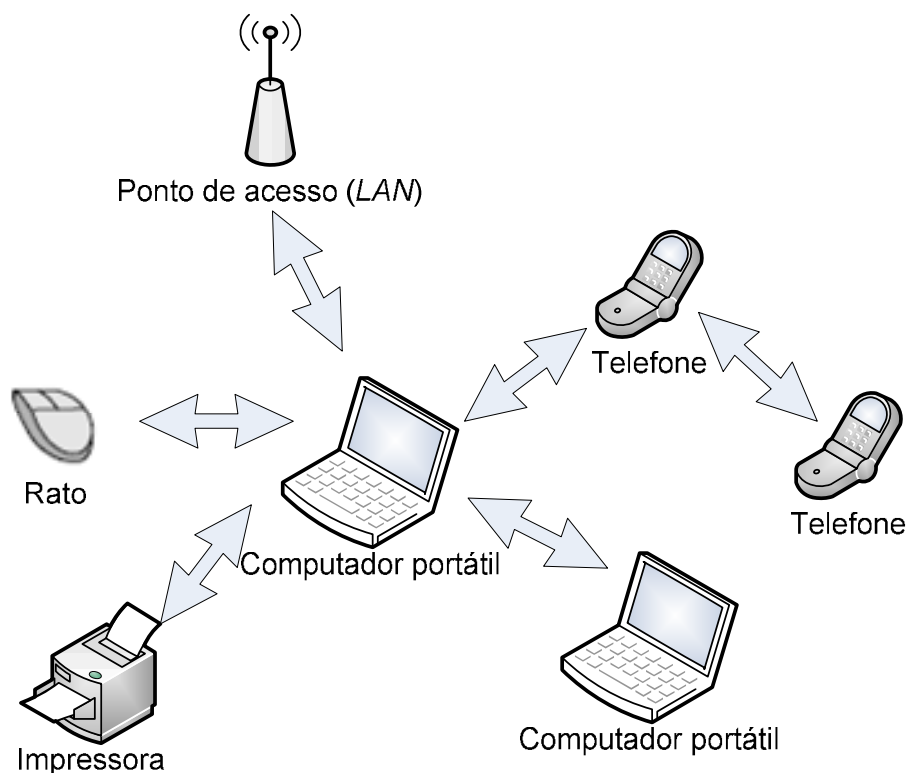 Ponto de acesso (LAN)
Telefone
Rato
Telefone
Computador portátil
Computador portátil
Impressora